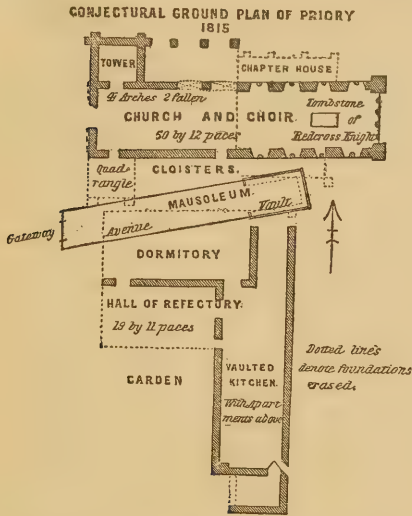 CONJECTURAL GROUND PLAN OF PRIORY
1815
TOWER
CHAPTER HOUSE
4 Arches 2 fallen
CHURCH AND CHOIR.
50 by 12 paces
Tombstone
of
Redcross Knight
CLOISTERS.
Quad
rangle
MAUSOLEUM.
Vault
Gateway
Avenue
DORMITORY
HALL OF REFECTORY.
19 by 11 paces
GARDEN
VAULTED
KITCHEN.
With Apart
ments above
Dotted line's
denote foundations
erased.